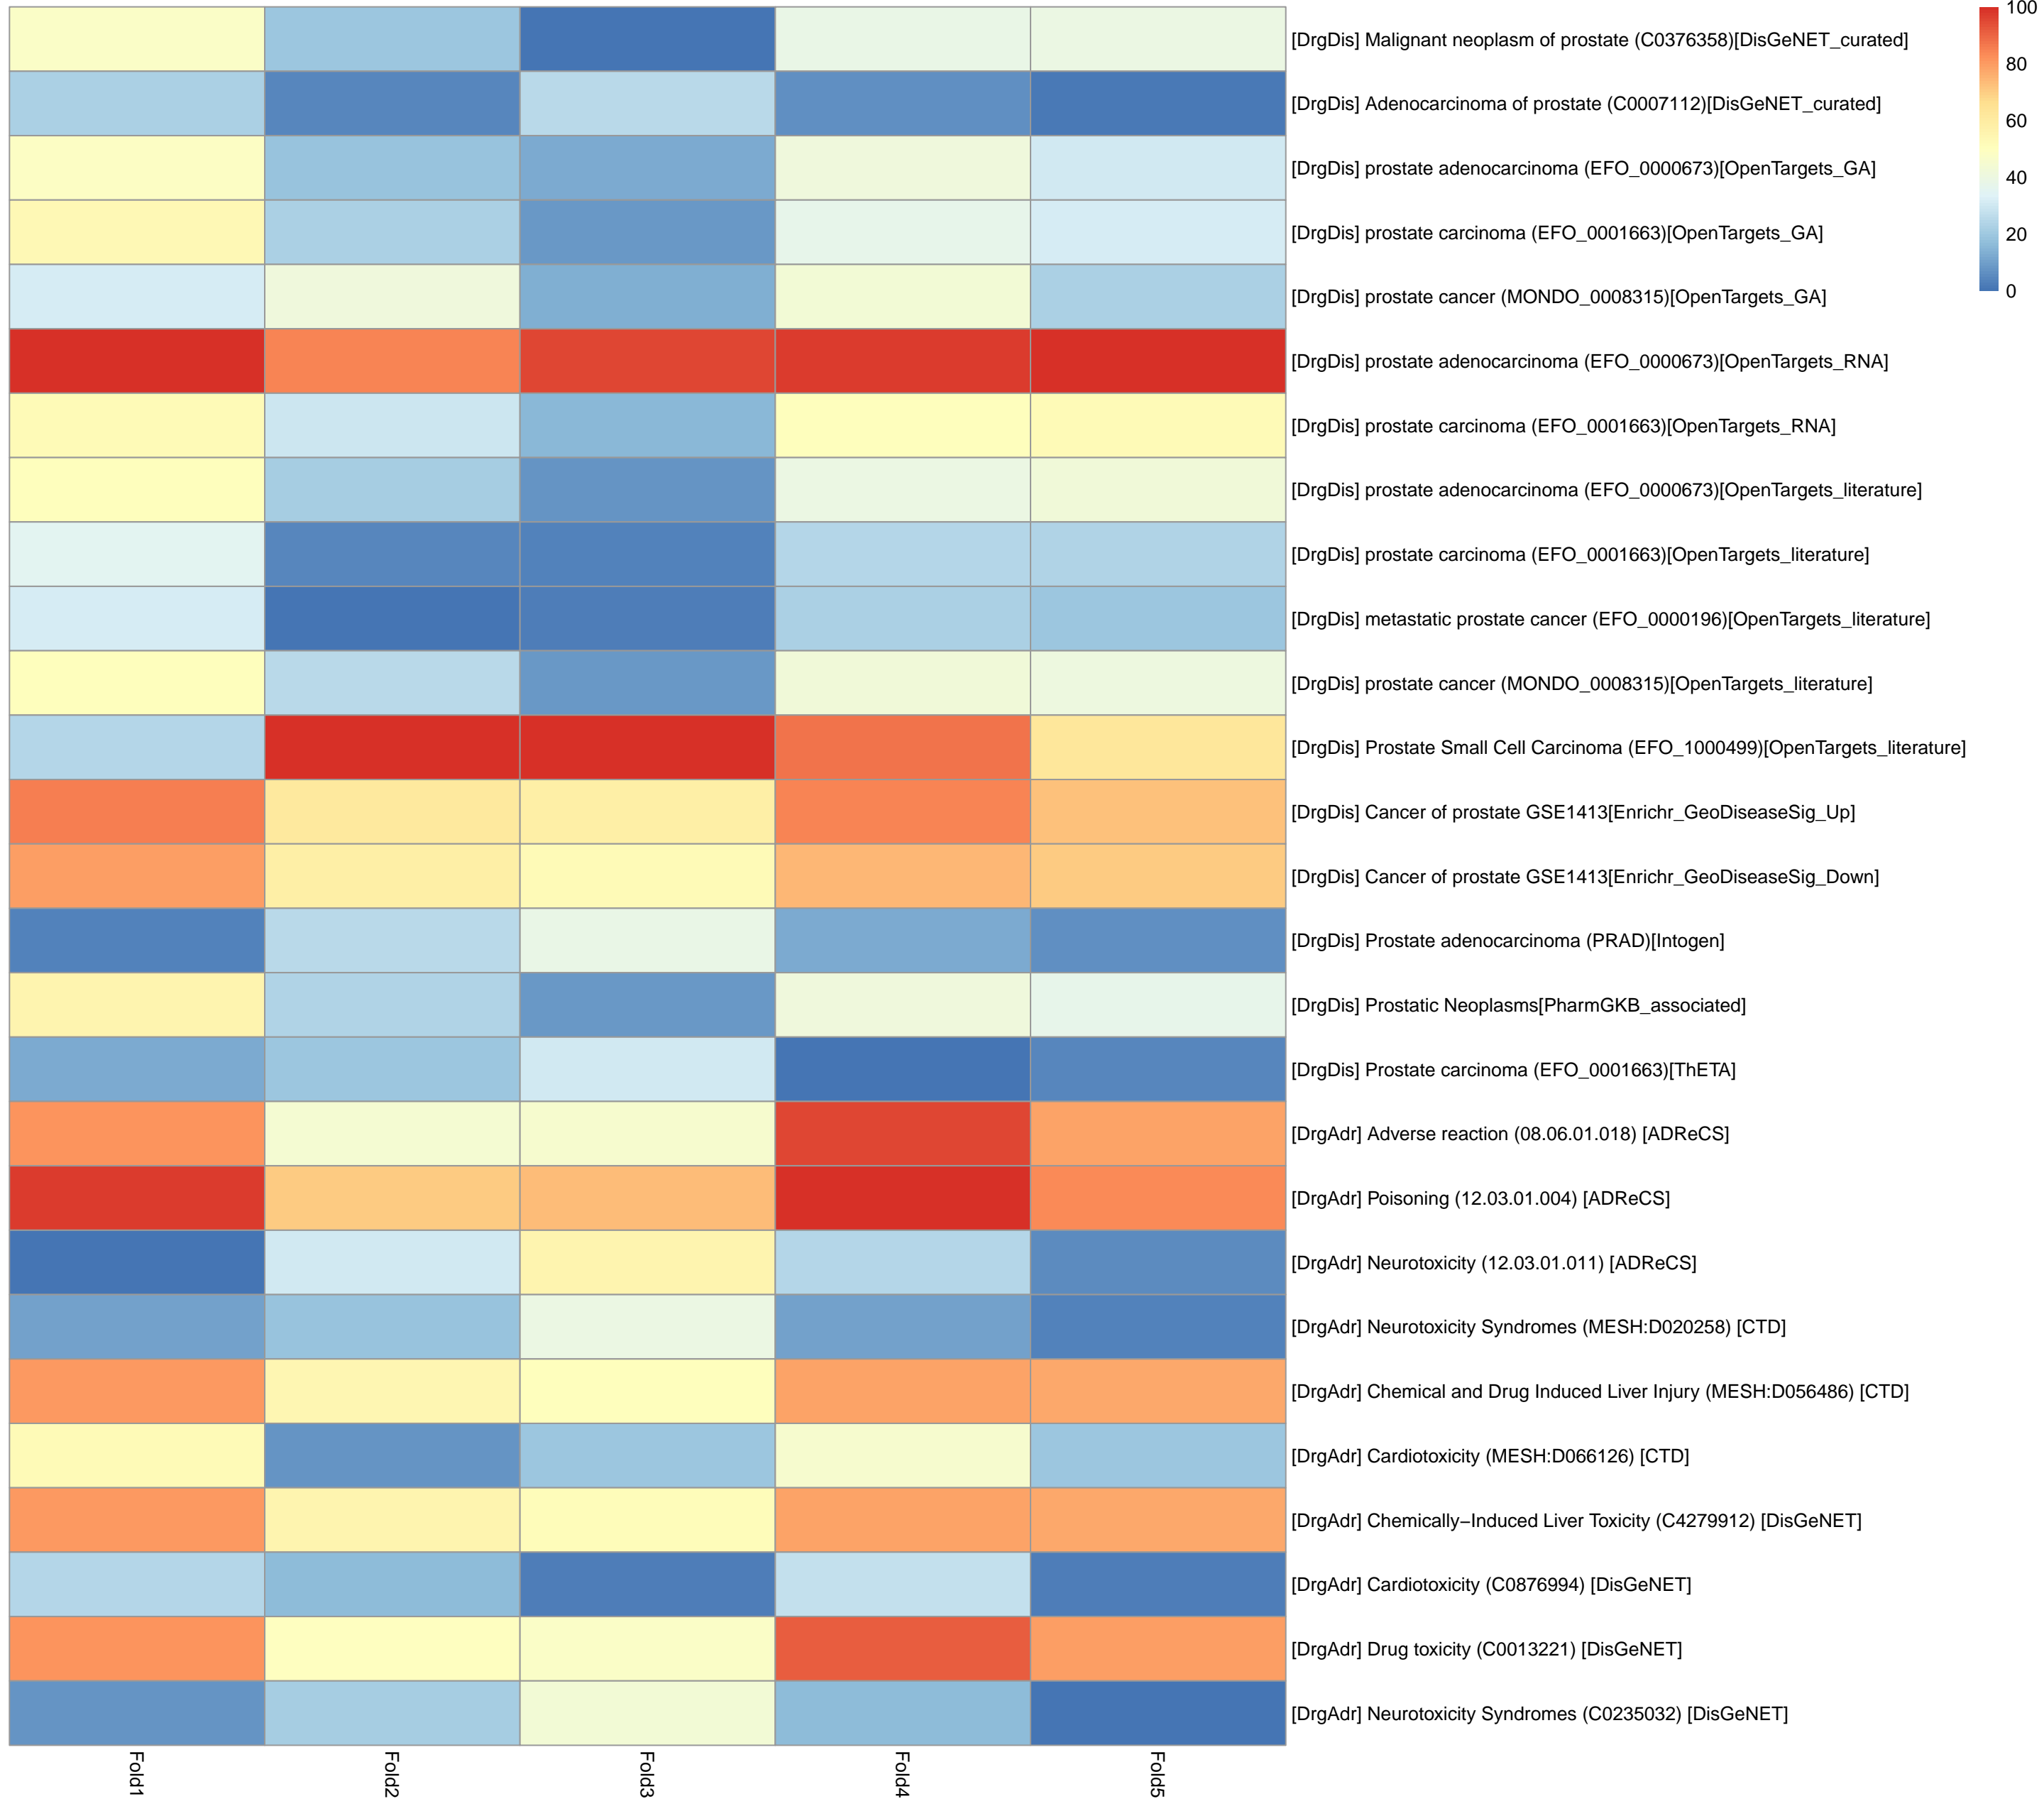 100
80
60
40
20
0
[DrgDis] Malignant neoplasm of prostate (C0376358)[DisGeNET_curated]
[DrgDis] Adenocarcinoma of prostate (C0007112)[DisGeNET_curated]
[DrgDis] prostate adenocarcinoma (EFO_0000673)[OpenTargets_GA]
[DrgDis] prostate carcinoma (EFO_0001663)[OpenTargets_GA]
[DrgDis] prostate cancer (MONDO_0008315)[OpenTargets_GA]
[DrgDis] prostate adenocarcinoma (EFO_0000673)[OpenTargets_RNA]
[DrgDis] prostate carcinoma (EFO_0001663)[OpenTargets_RNA]
[DrgDis] prostate adenocarcinoma (EFO_0000673)[OpenTargets_literature]
[DrgDis] prostate carcinoma (EFO_0001663)[OpenTargets_literature]
[DrgDis] metastatic prostate cancer (EFO_0000196)[OpenTargets_literature]
[DrgDis] prostate cancer (MONDO_0008315)[OpenTargets_literature]
[DrgDis] Prostate Small Cell Carcinoma (EFO_1000499)[OpenTargets_literature]
[DrgDis] Cancer of prostate GSE1413[Enrichr_GeoDiseaseSig_Up]
[DrgDis] Cancer of prostate GSE1413[Enrichr_GeoDiseaseSig_Down]
[DrgDis] Prostate adenocarcinoma (PRAD)[Intogen]
[DrgDis] Prostatic Neoplasms[PharmGKB_associated]
[DrgDis] Prostate carcinoma (EFO_0001663)[ThETA]
[DrgAdr] Adverse reaction (08.06.01.018) [ADReCS]
[DrgAdr] Poisoning (12.03.01.004) [ADReCS]
[DrgAdr] Neurotoxicity (12.03.01.011) [ADReCS]
[DrgAdr] Neurotoxicity Syndromes (MESH:D020258) [CTD]
[DrgAdr] Chemical and Drug Induced Liver Injury (MESH:D056486) [CTD]
[DrgAdr] Cardiotoxicity (MESH:D066126) [CTD]
[DrgAdr] Chemically−Induced Liver Toxicity (C4279912) [DisGeNET]
[DrgAdr] Cardiotoxicity (C0876994) [DisGeNET]
[DrgAdr] Drug toxicity (C0013221) [DisGeNET]
[DrgAdr] Neurotoxicity Syndromes (C0235032) [DisGeNET]
Fold1
Fold2
Fold3
Fold4
Fold5